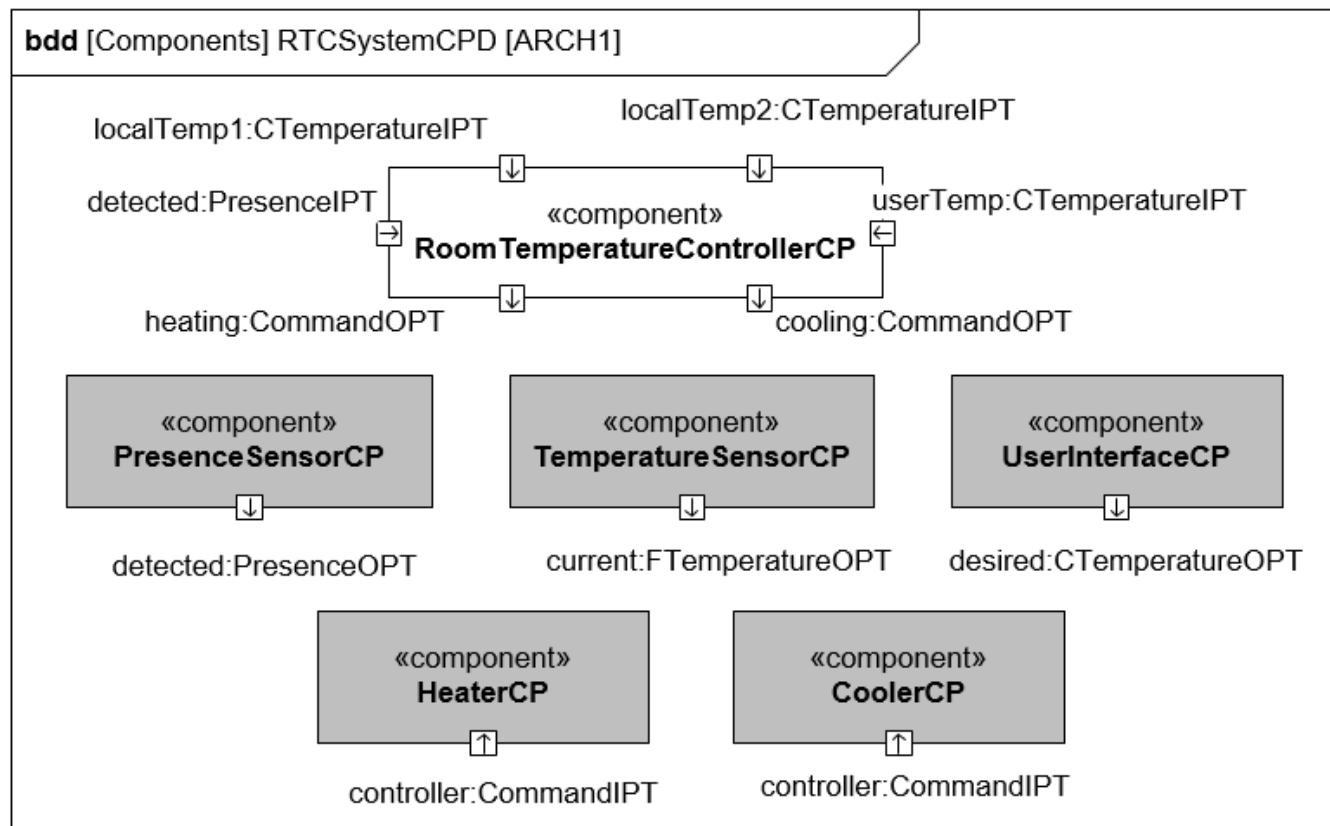 bdd [Components] RTCSystemCPD [ARCH1]
localTemp1:CTemperatureIPT
localTemp2:CTemperatureIPT
detected:PresenceIPT
userTemp:CTemperatureIPT
«component»
RoomTemperatureControllerCP
heating:CommandOPT
cooling:CommandOPT
«component»
PresenceSensorCP
«component»
TemperatureSensorCP
«component»
UserInterfaceCP
detected:PresenceOPT
current:FTemperatureOPT
desired:CTemperatureOPT
«component»
HeaterCP
«component»
CoolerCP
controller:CommandIPT
controller:CommandIPT